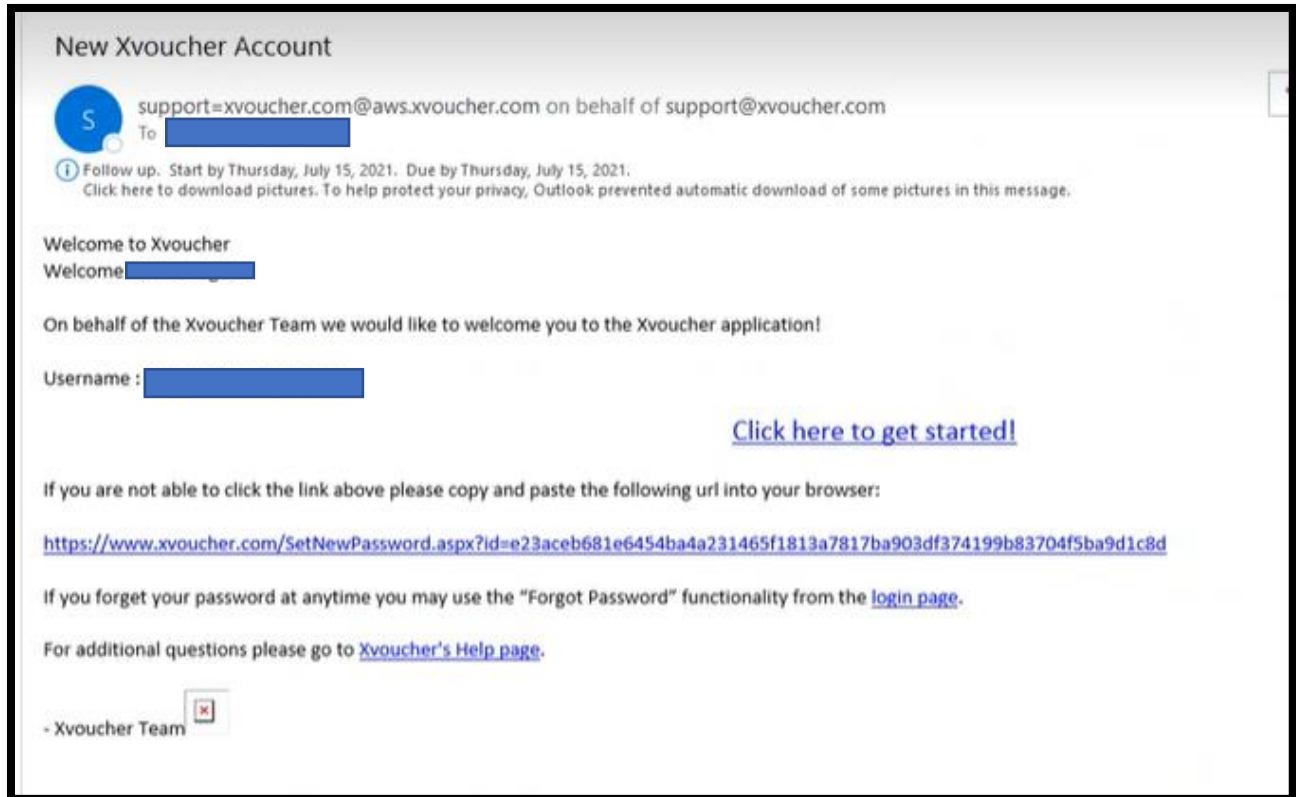 New Xvoucher Account
S
support=xvoucher.com@aws.xvoucher.com on behalf of support@xvoucher.com
To
Follow up. Start by Thursday, July 15, 2021. Due by Thursday, July 15, 2021.
Click here to download pictures. To help protect your privacy, Outlook prevented automatic download of some pictures in this message.
Welcome to Xvoucher
Welcome
On behalf of the Xvoucher Team we would like to welcome you to the Xvoucher application!
Username :
Click here to get started!
If you are not able to click the link above please copy and paste the following url into your browser:
https://www.xvoucher.com/SetNewPassword.aspx?id=e23aceb681e6454ba4a231465f1813a7817ba903df374199b83704f5ba9d1c8d
If you forget your password at anytime you may use the "Forgot Password" functionality from the login page.
For additional questions please go to Xvoucher's Help page.
- Xvoucher Team